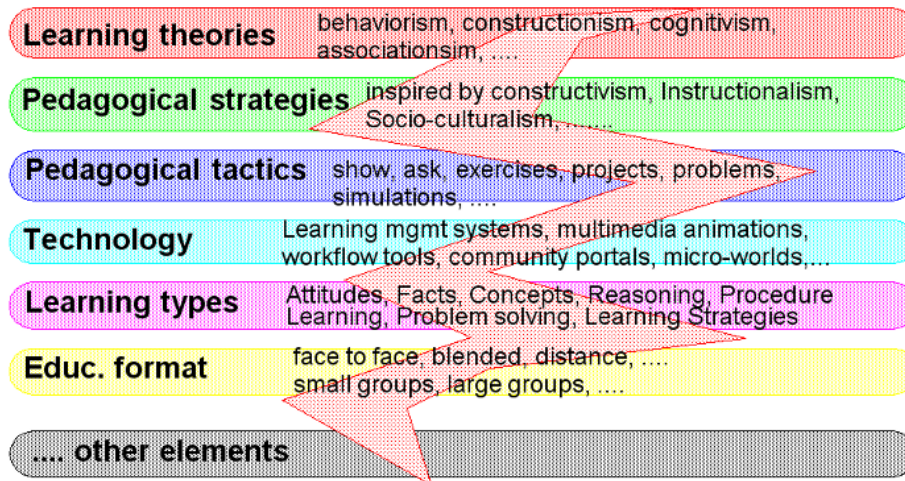 Learning theories behaviorism, constructionism, cognitivism,
associationsim, ....
Pedagogical strategies inspired by constructivism, Instructionalism,
Socio-culturalism, .......
Pedagogical tactics show, ask, exercises, projects, problems,
simulations, ....
Technology Learning mgmt systems, multimedia animations,
workflow tools, community portals, micro-worlds,...
Learning types Attitudes, Facts, Concepts, Reasoning, Procedure
Learning, Problem solving, Learning Strategies
Educ. format face to face, blended, distance, ....
small groups, large groups, ....
.... other elements